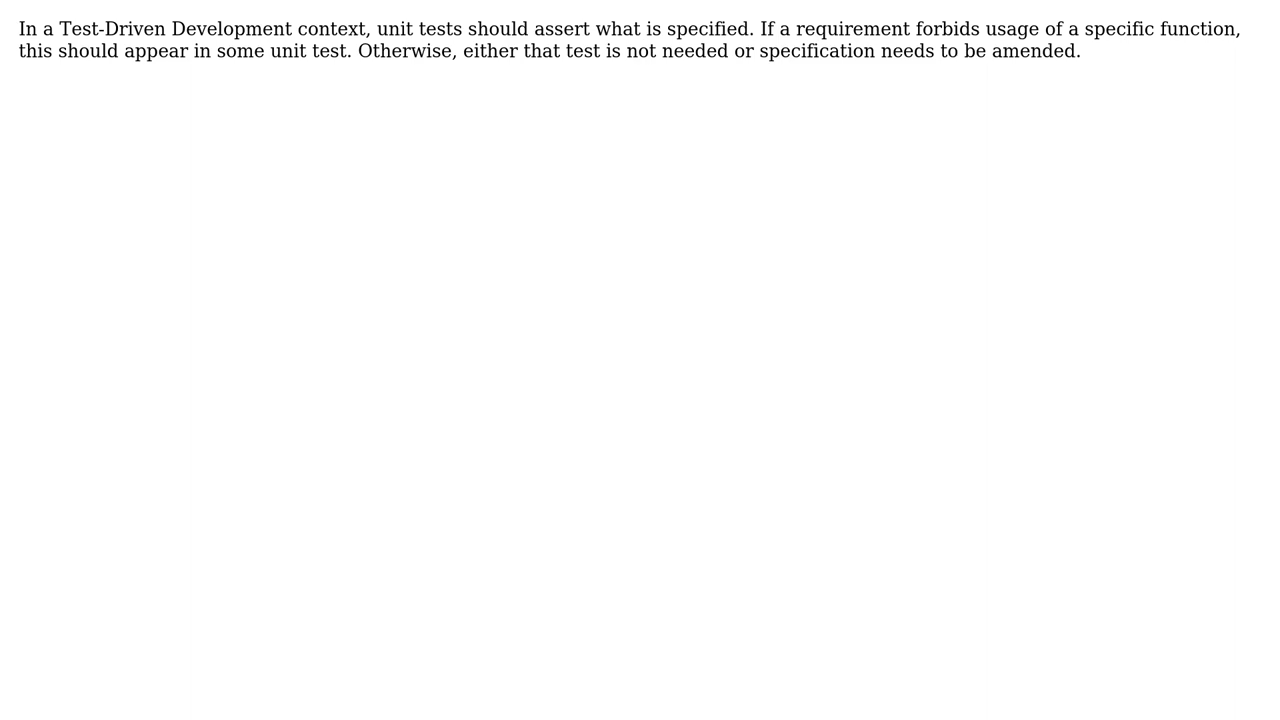 In a Test-Driven Development context, unit tests should assert what is specified. If a requirement forbids usage of a specific function,
this should appear in some unit test. Otherwise, either that test is not needed or specification needs to be amended.